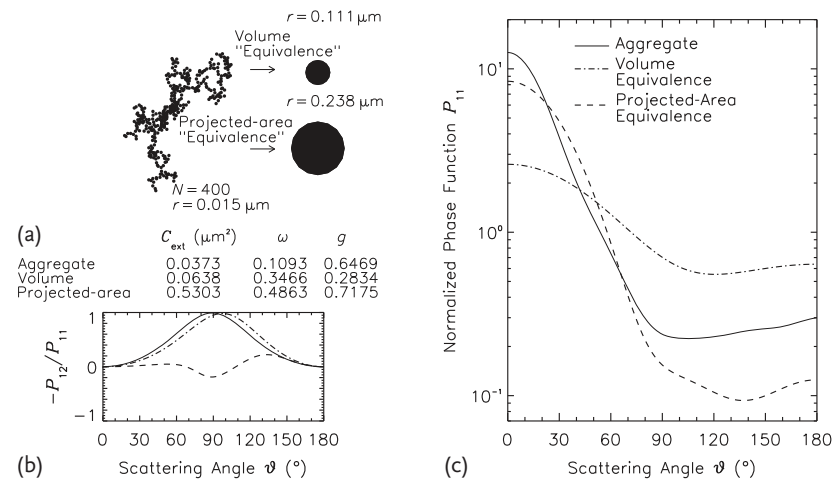 r = 0.111 μm
Volume
"Equivalence"
r = 0.238 μm
Projected-area
"Equivalence"
N = 400
r = 0.015 μm
(a)
C_ext (μm²) ω g
Aggregate 0.0373 0.1093 0.6469
Volume 0.0638 0.3466 0.2834
Projected-area 0.5303 0.4863 0.7175
1
0
-1
-P₁₂/P₁₁
0 30 60 90 120 150 180
(b)
Scattering Angle ϑ (°)
Aggregate
Volume
Equivalence
Projected-Area
Equivalence
Normalized Phase Function P₁₁
10¹
10⁰
10⁻¹
0 30 60 90 120 150 180
(c)
Scattering Angle ϑ (°)